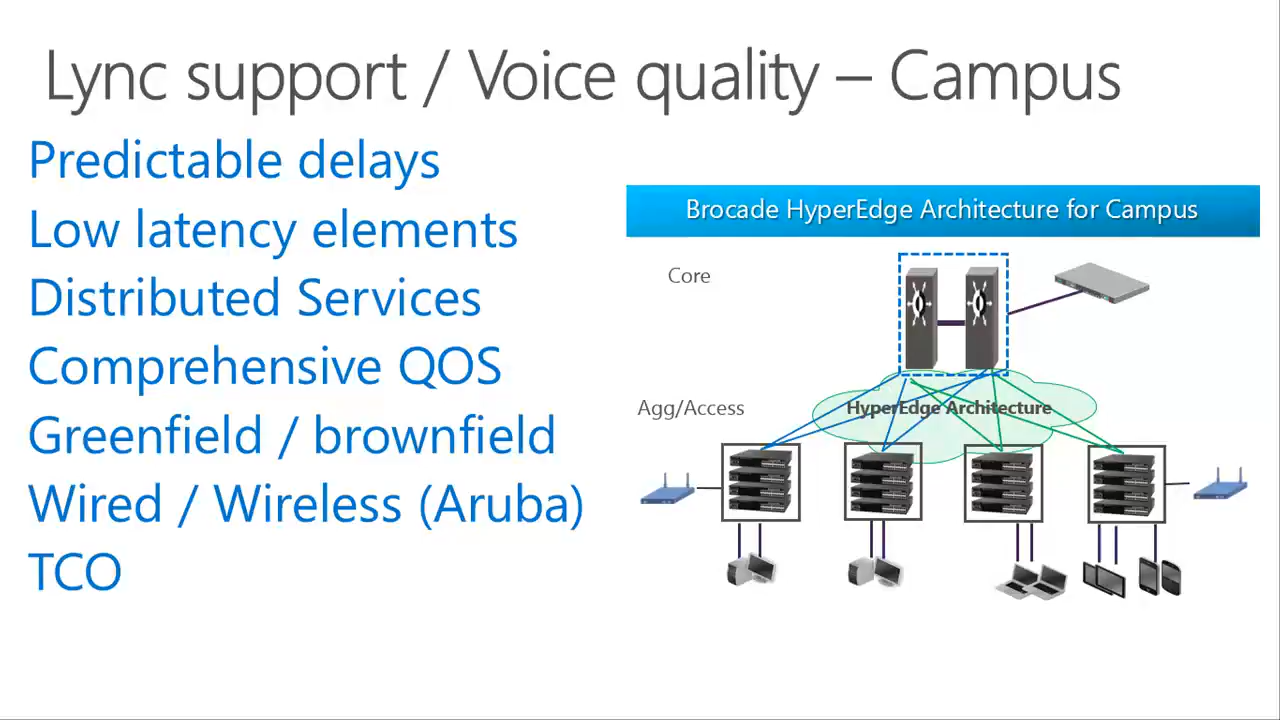 Lync support / Voice quality – Campus
Predictable delays
Low latency elements
Distributed Services
Comprehensive QOS
Greenfield / brownfield
Wired / Wireless (Aruba)
TCO
Brocade HyperEdge Architecture for Campus
Core
Agg/Access
HyperEdge Architecture